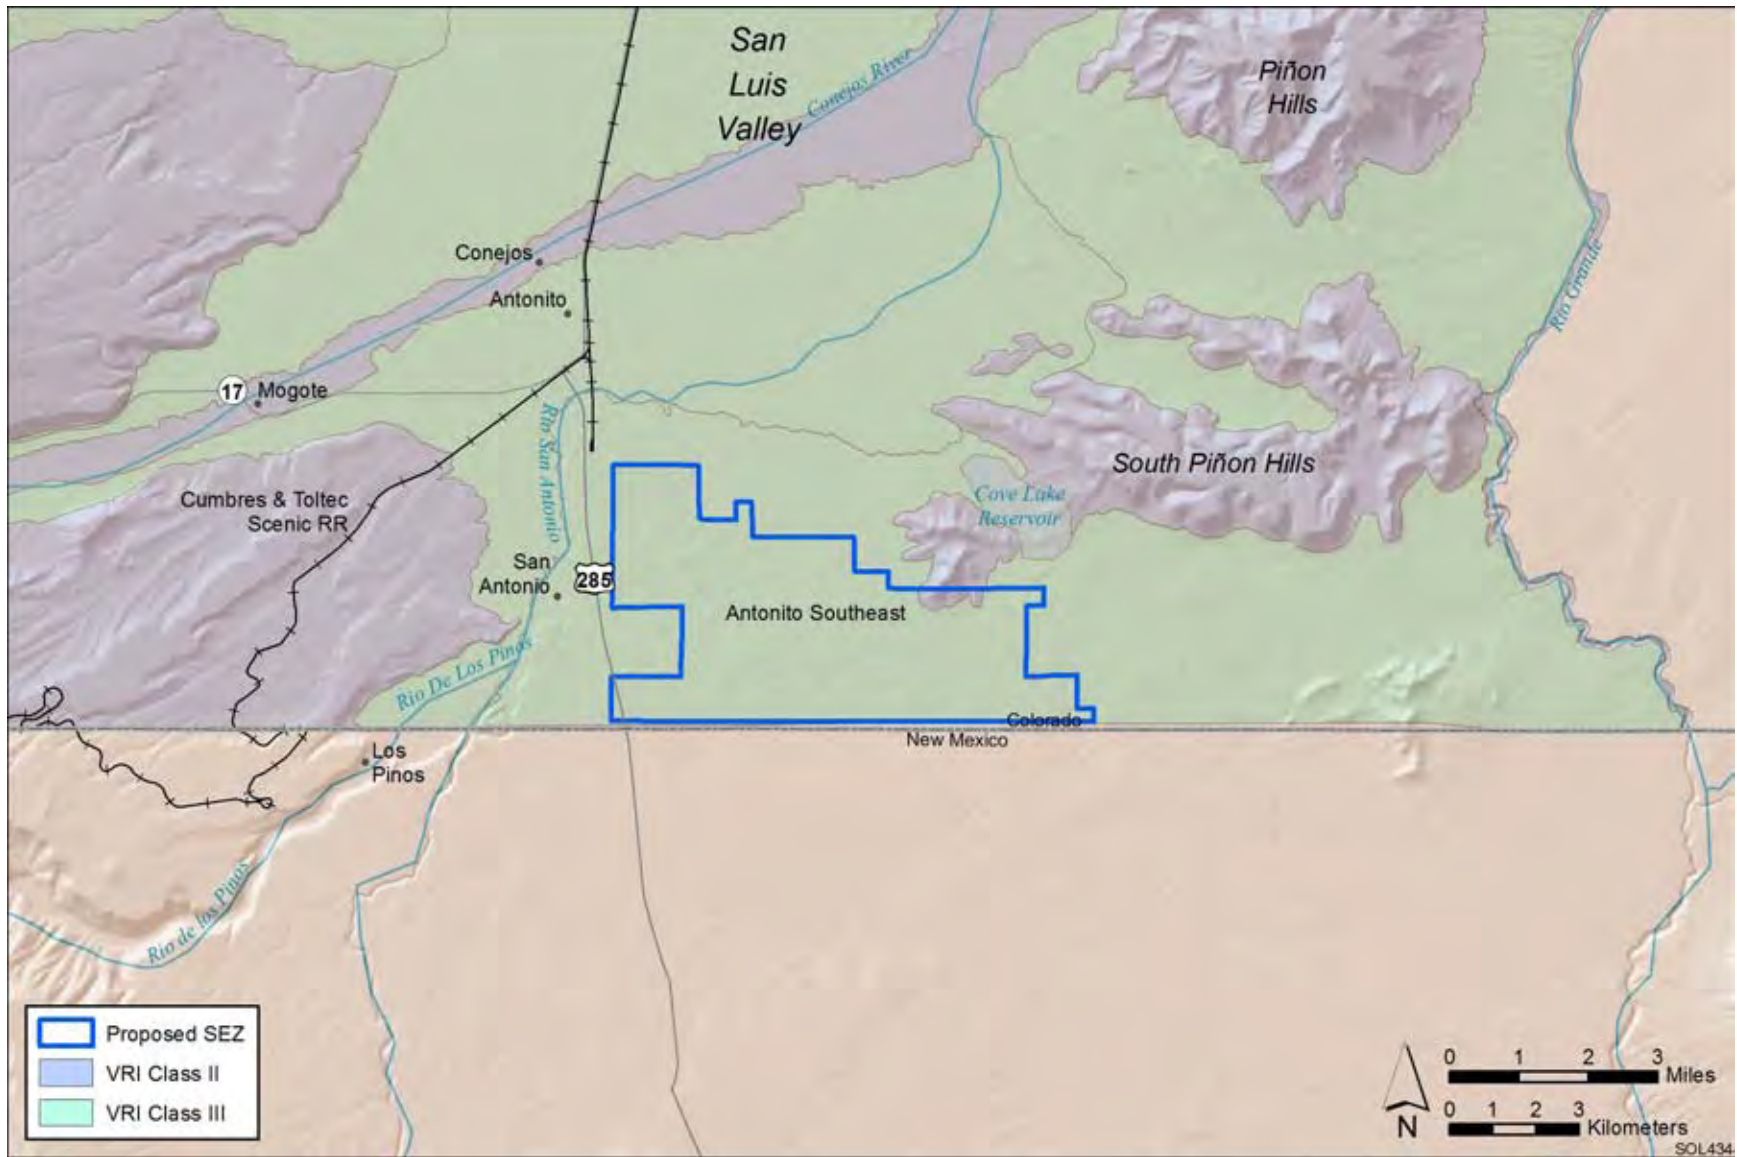 San
Luis
Valley
Conejos River
Piñon
Hills
Conejos
Antonito
Rio Grande
17
Mogote
Rio San Antonio
South Piñon Hills
Cumbres & Toltec
Scenic RR
Cove Lake
Reservoir
San
Antonio
285
Antonito Southeast
Rio De Los Pinos
Colorado
New Mexico
Los
Pinos
Rio de los Pinos
Proposed SEZ
VRI Class II
VRI Class III
N
0 1 2 3
Miles
0 1 2 3
Kilometers
SOL434